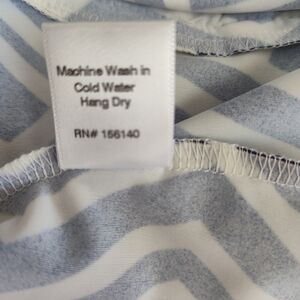 Machine Wash in
Cold Water
Hang Dry
RN# 156140